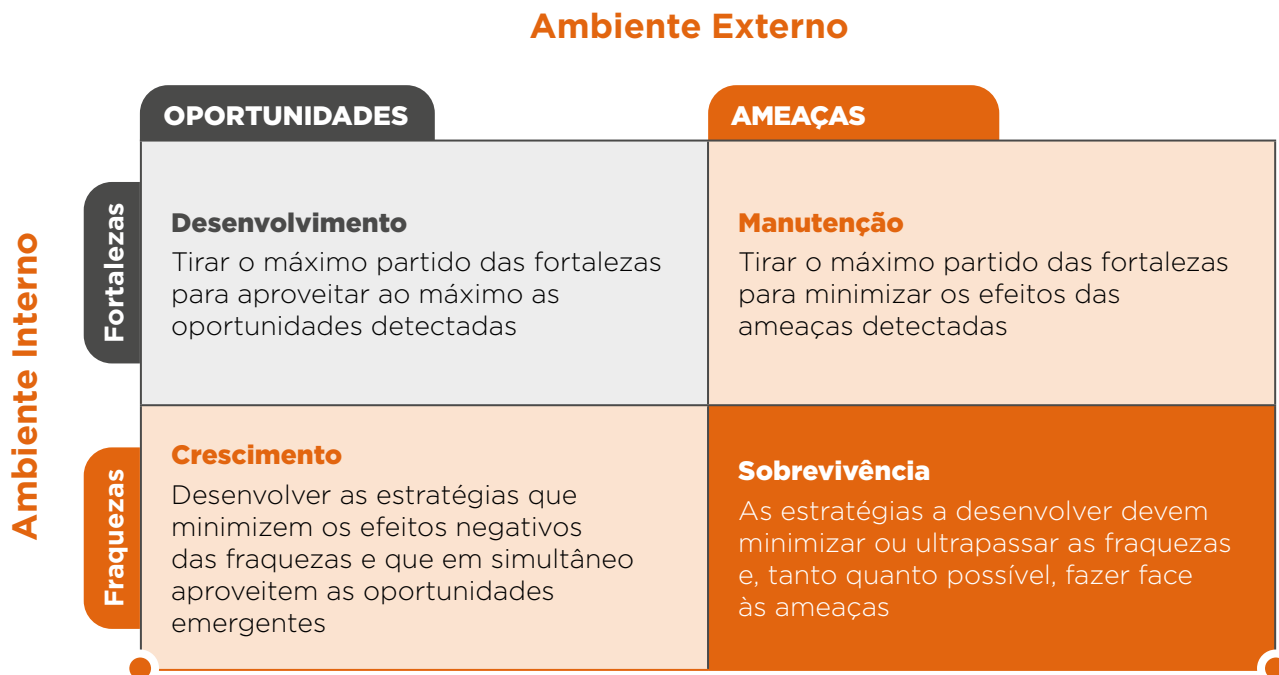 Ambiente Externo
OPORTUNIDADES
AMEAÇAS
Ambiente Interno
Fortalezas
Desenvolvimento
Tirar o máximo partido das fortalezas
para aproveitar ao máximo as
oportunidades detectadas
Manutenção
Tirar o máximo partido das fortalezas
para minimizar os efeitos das
ameaças detectadas
Fraquezas
Crescimento
Desenvolver as estratégias que
minimizem os efeitos negativos
das fraquezas e que em simultâneo
aproveitem as oportunidades
emergentes
Sobrevivência
As estratégias a desenvolver devem
minimizar ou ultrapassar as fraquezas
e, tanto quanto possível, fazer face
às ameaças